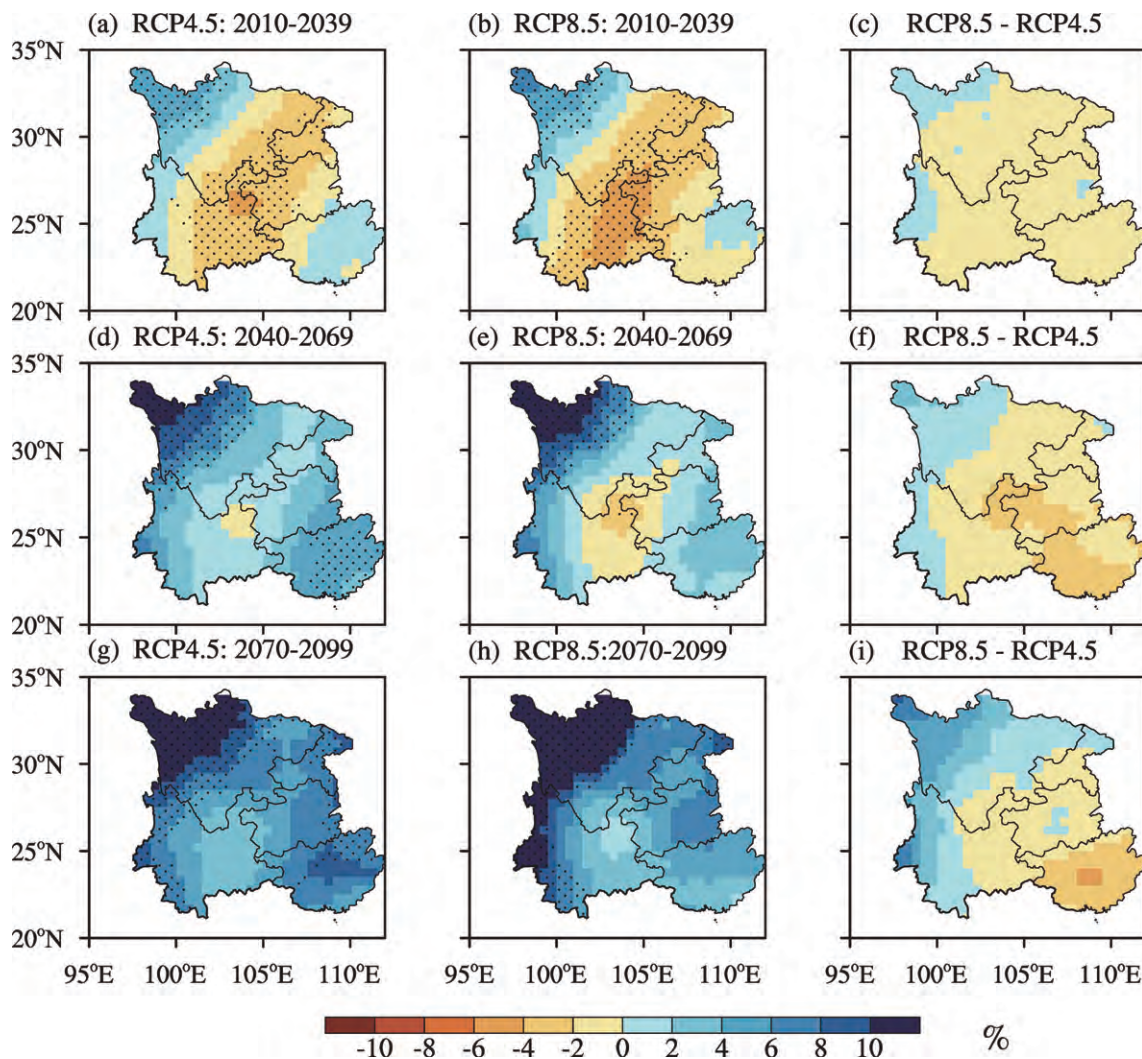 (a) RCP4.5: 2010-2039 (b) RCP8.5: 2010-2039 (c) RCP8.5 - RCP4.5
35°N
30°N
25°N
20°N
(d) RCP4.5: 2040-2069 (e) RCP8.5: 2040-2069 (f) RCP8.5 - RCP4.5
35°N
30°N
25°N
20°N
(g) RCP4.5: 2070-2099 (h) RCP8.5:2070-2099 (i) RCP8.5 - RCP4.5
35°N
30°N
25°N
20°N
95°E 100°E 105°E 110°E 95°E 100°E 105°E 110°E 95°E 100°E 105°E 110°E
-10 -8 -6 -4 -2 0 2 4 6 8 10 %